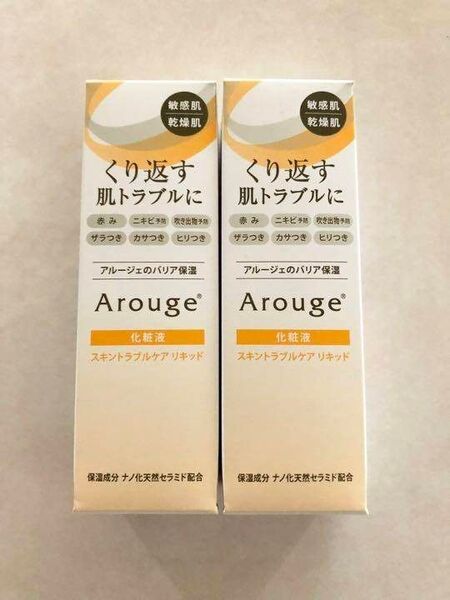 敏感肌
乾燥肌
くり返す
肌トラブルに
赤み ニキビ予防 吹き出物予防
ザラつき カサつき ヒリつき
アルージェのバリア保湿
Arouge®
化粧液
スキントラブルケア リキッド
保湿成分 ナノ化天然セラミド配合
敏感肌
乾燥肌
くり返す
肌トラブルに
赤み ニキビ予防 吹き出物予防
ザラつき カサつき ヒリつき
アルージェのバリア保湿
Arouge®
化粧液
スキントラブルケア リキッド
保湿成分 ナノ化天然セラミド配合